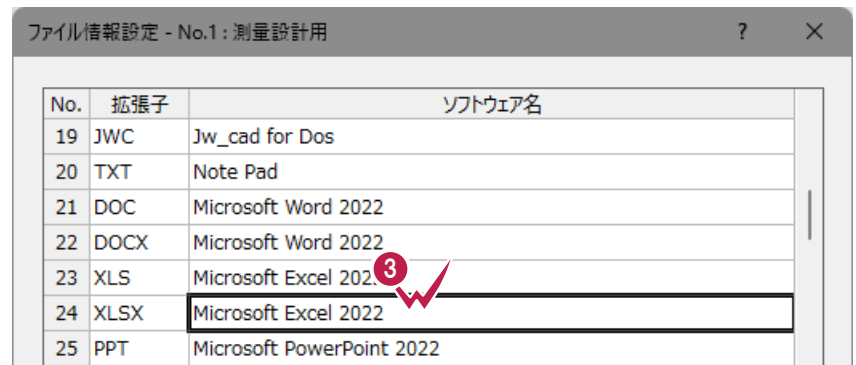 ファイル情報設定 - No.1 : 測量設計用 ?
No. 拡張子 ソフトウェア名
19 JWC Jw_cad for Dos
20 TXT Note Pad
21 DOC Microsoft Word 2022
22 DOCX Microsoft Word 2022
23 XLS Microsoft Excel 202
3
24 XLSX Microsoft Excel 2022
25 PPT Microsoft PowerPoint 2022